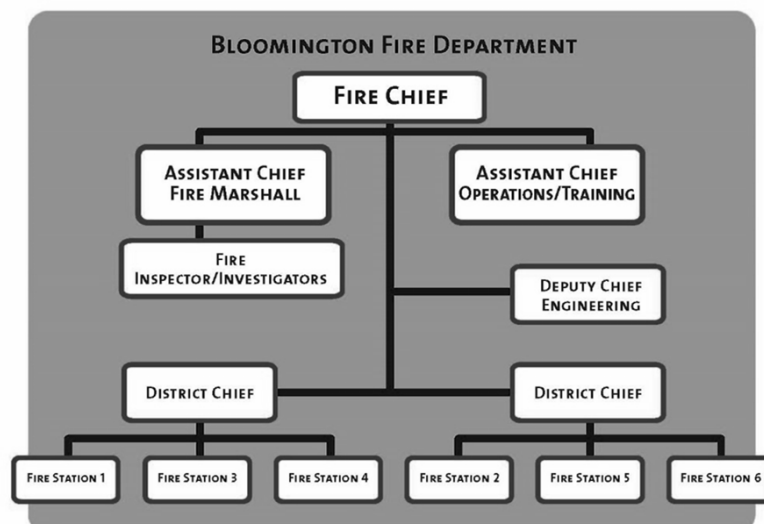 BLOOMINGTON FIRE DEPARTMENT
FIRE CHIEF
ASSISTANT CHIEF
FIRE MARSHALL
ASSISTANT CHIEF
OPERATIONS/TRAINING
FIRE
INSPECTOR/INVESTIGATORS
DEPUTY CHIEF
ENGINEERING
DISTRICT CHIEF
DISTRICT CHIEF
FIRE STATION 1
FIRE STATION 3
FIRE STATION 4
FIRE STATION 2
FIRE STATION 5
FIRE STATION 6